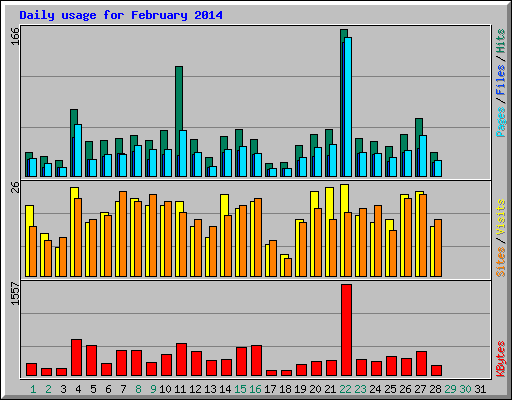 Daily usage for February 2014
166
Pages / Files / Hits
26
Sites / Visits
1557
KBytes
1 2 3 4 5 6 7 8 9 10 11 12 13 14 15 16 17 18 19 20 21 22 23 24 25 26 27 28 29 30 31